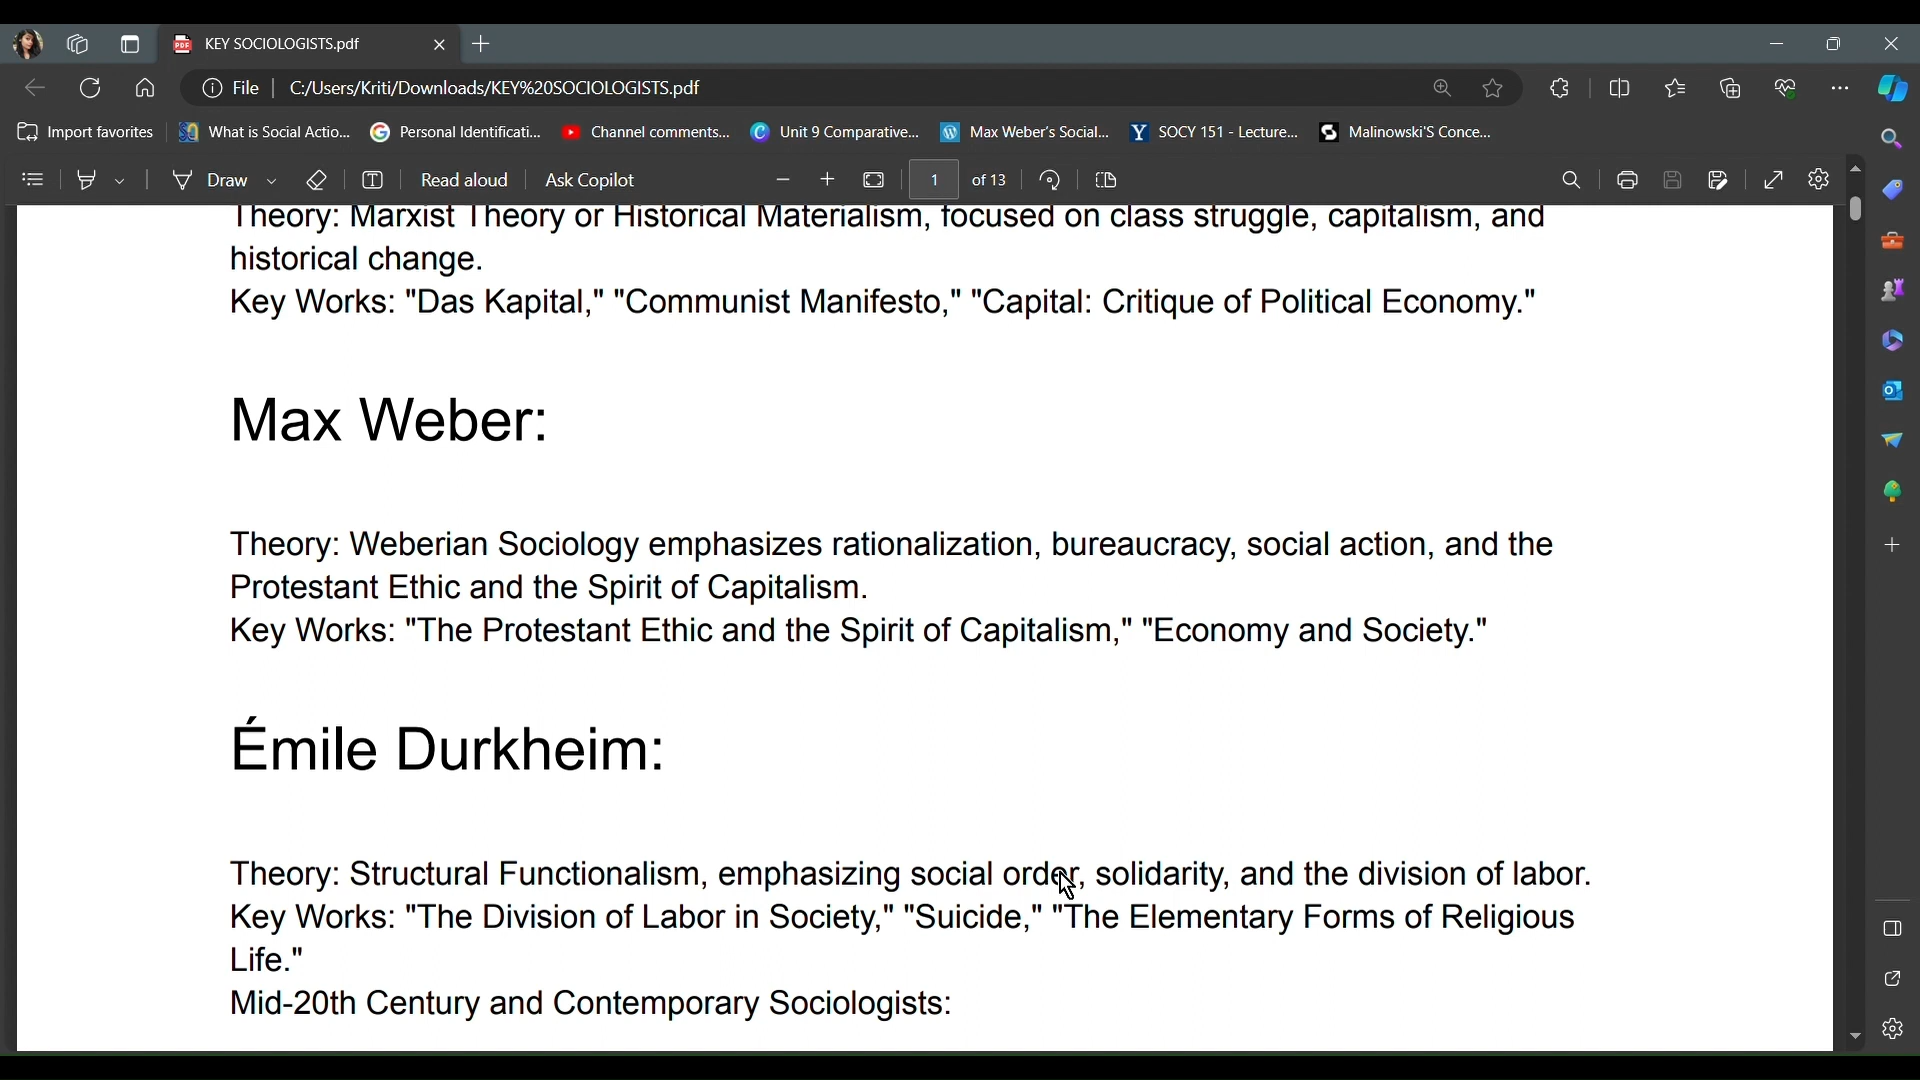 KEY SOCIOLOGISTS.pdf
File C:/Users/Kriti/Downloads/KEY%20SOCIOLOGISTS.pdf
Import favorites What is Social Actio... Personal Identificati... Channel comments... Unit 9 Comparative... Max Weber's Social... SOCY 151 - Lecture... Malinowski'S Conce...
Draw Read aloud Ask Copilot 1 of 13
Theory: Marxist Theory or Historical Materialism, focused on class struggle, capitalism, and
historical change.
Key Works: "Das Kapital," "Communist Manifesto," "Capital: Critique of Political Economy."
Max Weber:
Theory: Weberian Sociology emphasizes rationalization, bureaucracy, social action, and the
Protestant Ethic and the Spirit of Capitalism.
Key Works: "The Protestant Ethic and the Spirit of Capitalism," "Economy and Society."
Émile Durkheim:
Theory: Structural Functionalism, emphasizing social order, solidarity, and the division of labor.
Key Works: "The Division of Labor in Society," "Suicide," "The Elementary Forms of Religious
Life."
Mid-20th Century and Contemporary Sociologists: